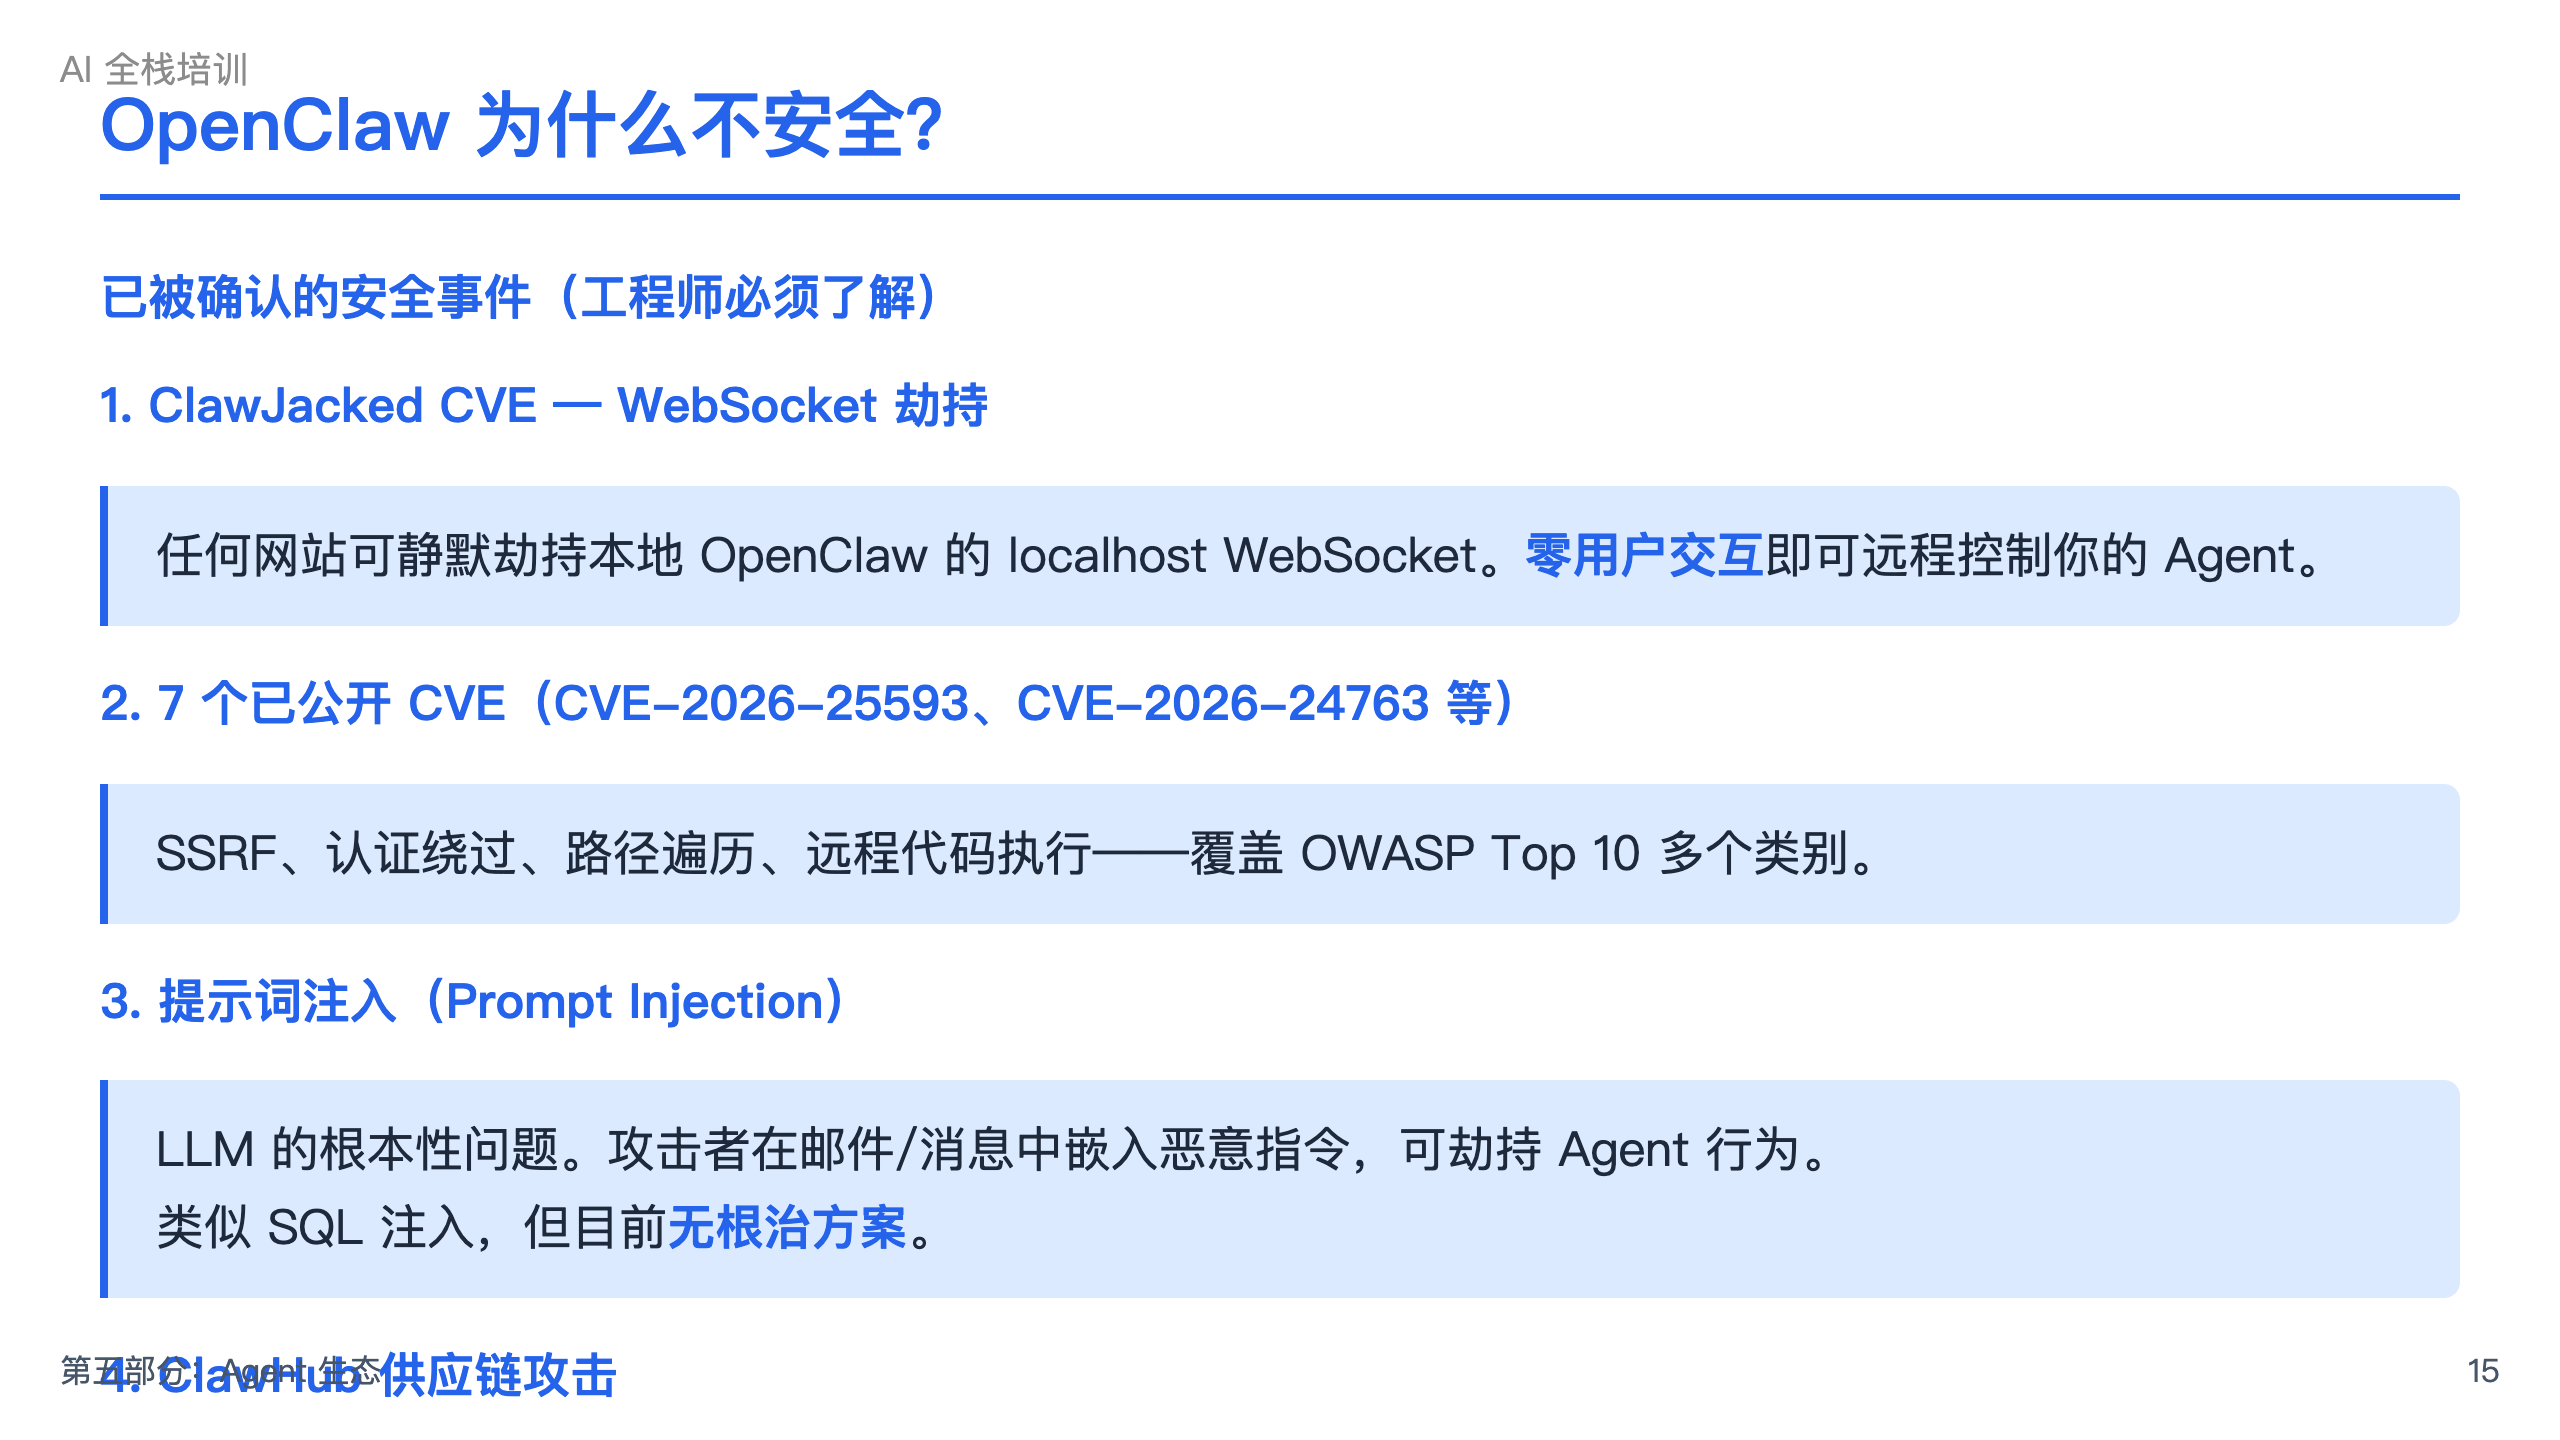 AI 全栈培训
OpenClaw 为什么不安全?
已被确认的安全事件（工程师必须了解）
1. ClawJacked CVE — WebSocket 劫持
任何网站可静默劫持本地 OpenClaw 的 localhost WebSocket。零用户交互即可远程控制你的 Agent。
2. 7 个已公开 CVE（CVE-2026-25593、CVE-2026-24763 等）
SSRF、认证绕过、路径遍历、远程代码执行——覆盖 OWASP Top 10 多个类别。
3. 提示词注入（Prompt Injection）
LLM 的根本性问题。攻击者在邮件/消息中嵌入恶意指令，可劫持 Agent 行为。
类似 SQL 注入，但目前无根治方案。
4. ClawHub 供应链攻击
第五部分：Agent 生态
15